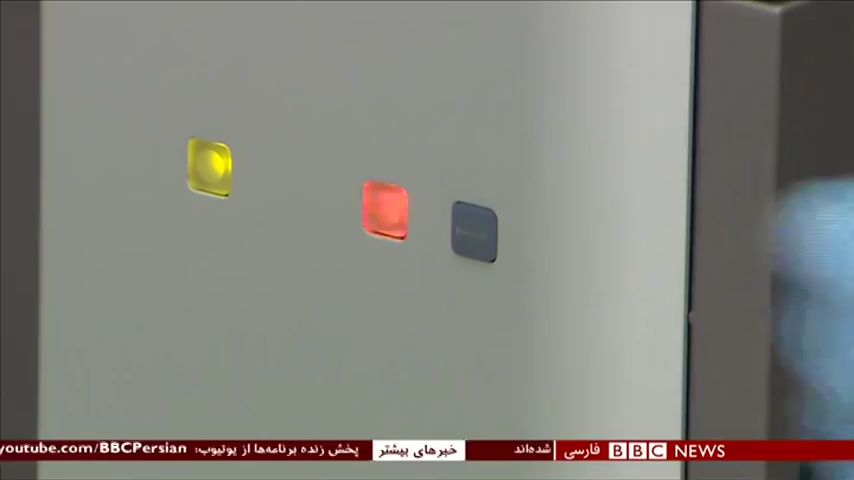 BBC NEWS فارسی شده‌اند خبرهای بیشتر پخش زنده برنامه‌ها از یوتیوب: youtube.com/BBCPersian